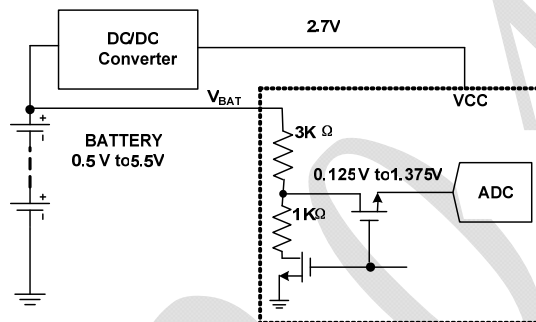 DC/DC
Converter
2.7V
VCC
VBAT
BATTERY
0.5 V to5.5V
3K Ω
0.125V to1.375V
1KΩ
ADC
+
-
+
-